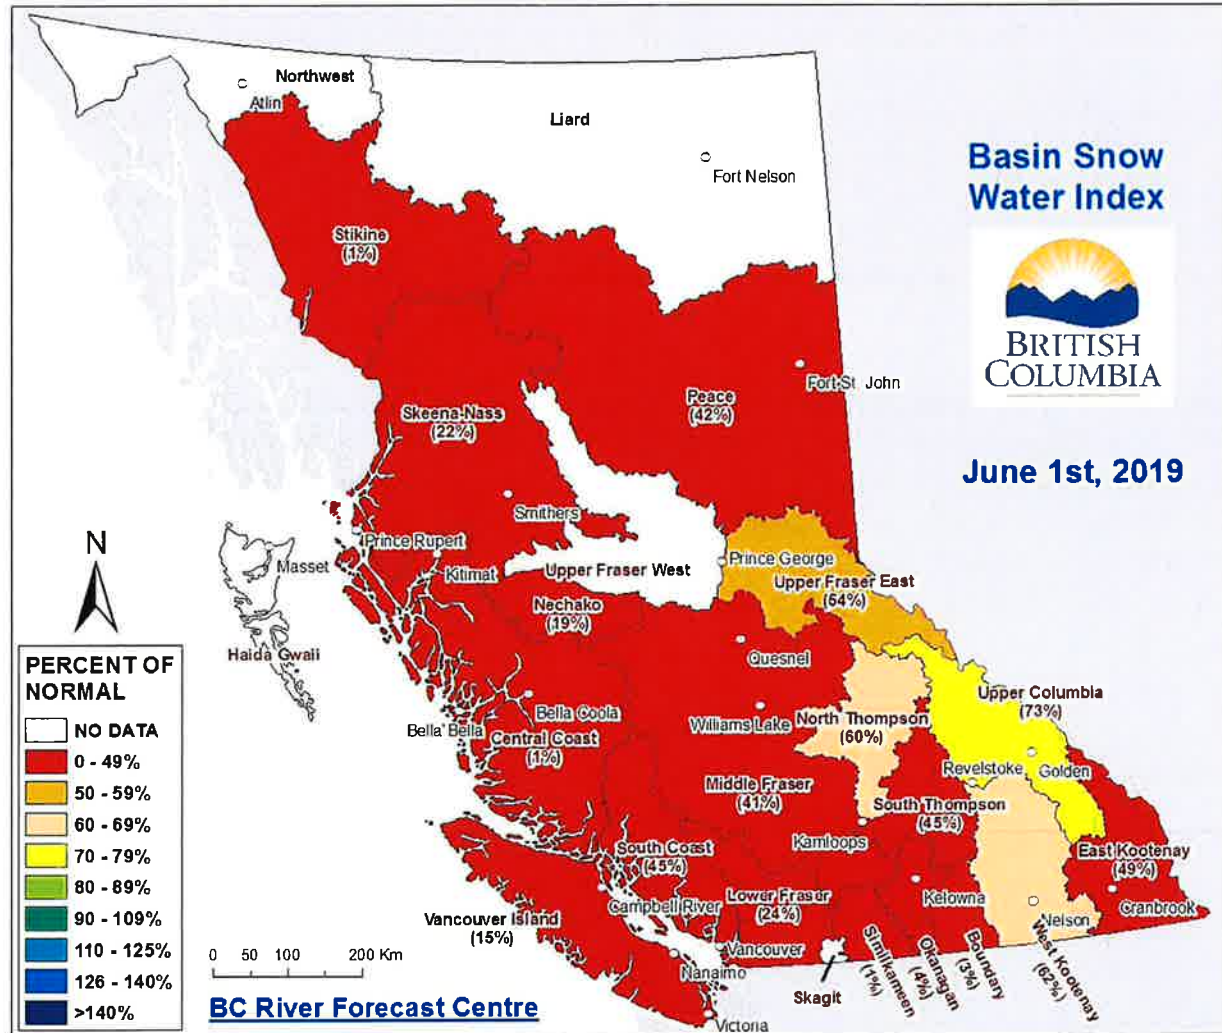 Northwest
Atlin
Liard
Fort Nelson
Basin Snow
Water Index
BRITISH
COLUMBIA
June 1st, 2019
Stikine
(1%)
Fort St. John
Peace
(42%)
Skeena-Nass
(22%)
Smithers
Prince Rupert
Masset
Kitimat
Upper Fraser West
Prince George
Upper Fraser East
(54%)
Nechako
(19%)
Haida Gwaii
Quesnel
Upper Columbia
(73%)
Bella Coola
Bella Bella
Williams Lake
North Thompson
(60%)
Central Coast
(1%)
Revelstoke
Golden
Middle Fraser
(41%)
South Thompson
(45%)
Kamloops
South Coast
(45%)
East Kootenay
(49%)
Campbell River
Lower Fraser
(24%)
Kelowna
Cranbrook
Nelson
Vancouver Island
(15%)
Vancouver
Nanaimo
Victoria
Skagit
Similkameen
(1%)
Okanagan
(4%)
Boundary
(3%)
West Kootenay
(62%)
N
PERCENT OF
NORMAL
NO DATA
0 - 49%
50 - 59%
60 - 69%
70 - 79%
80 - 89%
90 - 109%
110 - 125%
126 - 140%
>140%
0 50 100 200 Km
BC River Forecast Centre